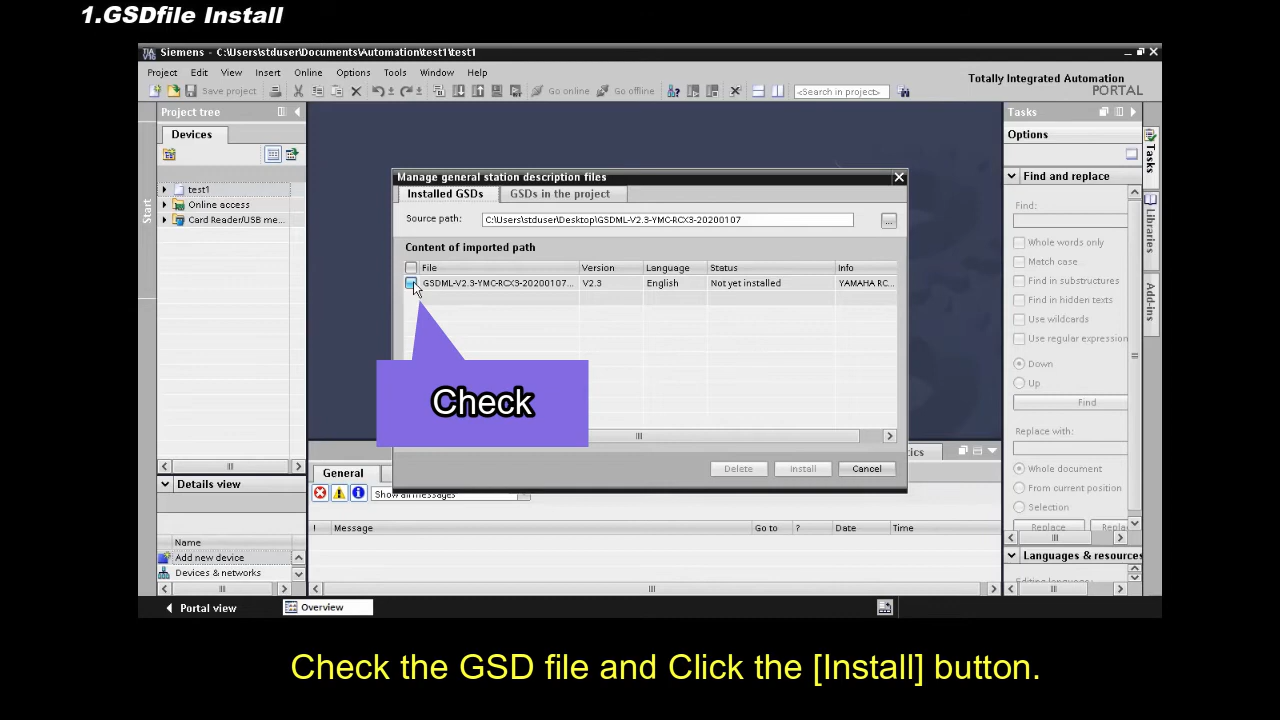 1.GSDfile Install
Siemens - C:\Users\stduser\Documents\Automation\test1\test1
Project Edit View Insert Online Options Tools Window Help
Totally Integrated Automation
PORTAL
Save project
Go online
Go offline
<Search in project>
Project tree
Devices
test1
Online access
Card Reader/USB me...
Start
Details view
Name
Add new device
Devices & networks
Manage general station description files
Installed GSDs
GSDs in the project
Source path: C:\Users\stduser\Desktop\GSDML-V2.3-YMC-RCX3-20200107
...
Content of imported path
File Version Language Status Info
GSDML-V2.3-YMC-RCX3-20200107... V2.3 English Not yet installed YAMAHA RC...
Check
Delete Install Cancel
General
Show all messages
! Message Go to ? Date Time
Tasks
Options
Find and replace
Find:
Whole words only
Match case
Find in substructures
Find in hidden texts
Use wildcards
Use regular expression
Down
Up
Find
Replace with:
Whole document
From current position
Selection
Replace
Languages & resources
Tasks
Libraries
Add-ins
Portal view
Overview
Check the GSD file and Click the [Install] button.